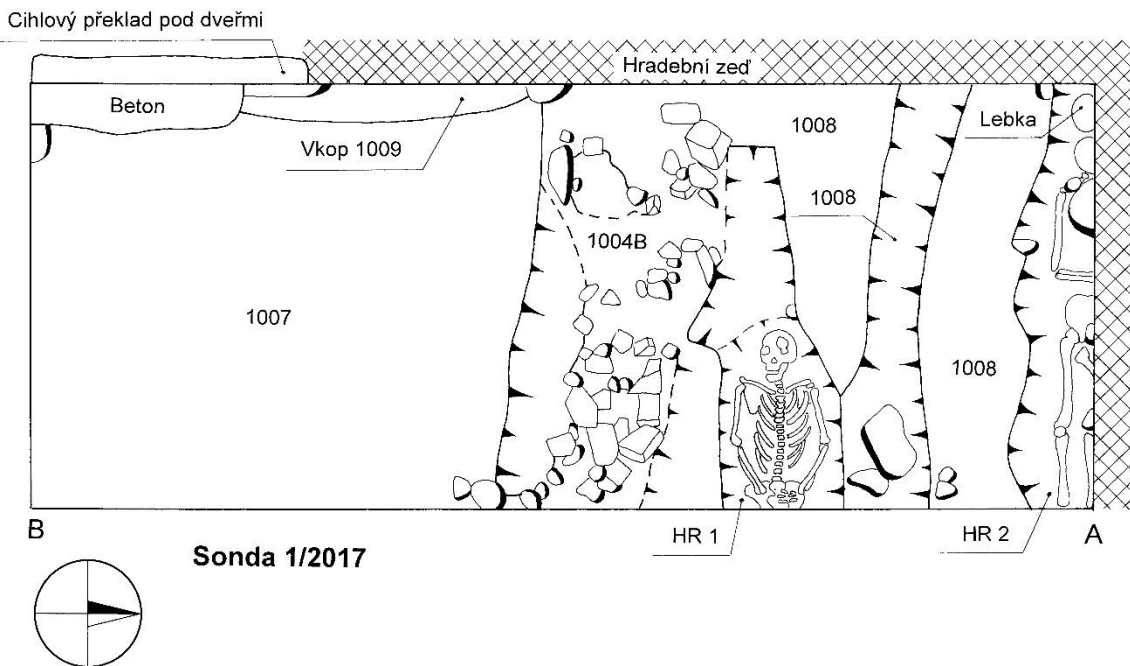 Cihlový překlad pod dveřmi
Hradební zeď
Beton
Vkop 1009
1008
Lebka
1008
1004B
1007
1008
B
HR 1
HR 2
A
Sonda 1/2017